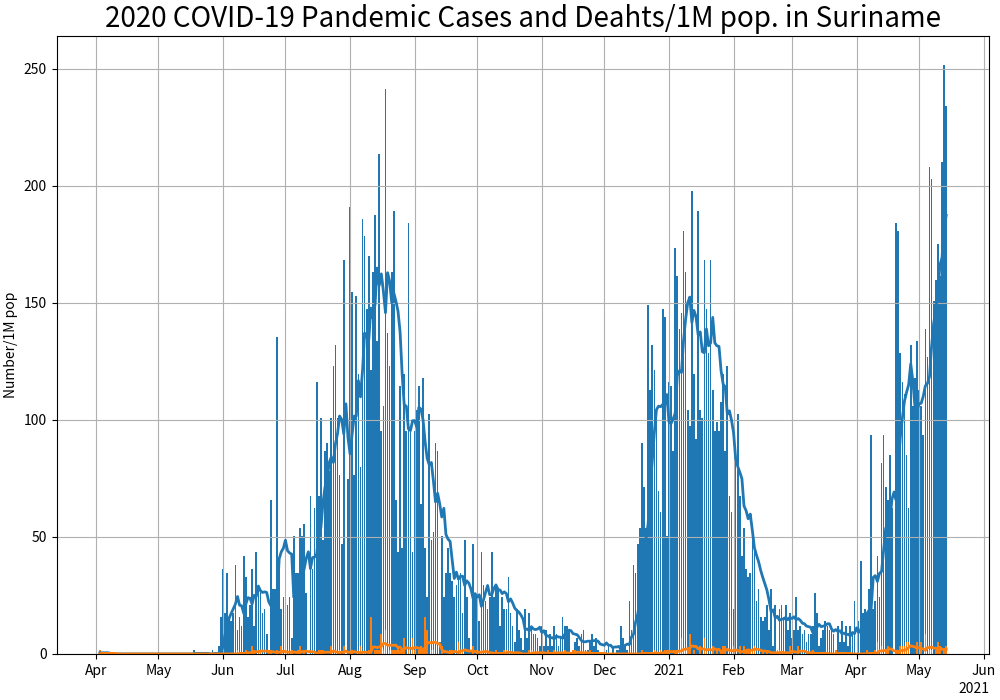 2020 COVID-19 Pandemic Cases and Deahts/1M pop. in Suriname
Number/1M pop
250
200
150
100
50
0
Apr May Jun Jul Aug Sep Oct Nov Dec 2021 Feb Mar Apr May Jun
2021